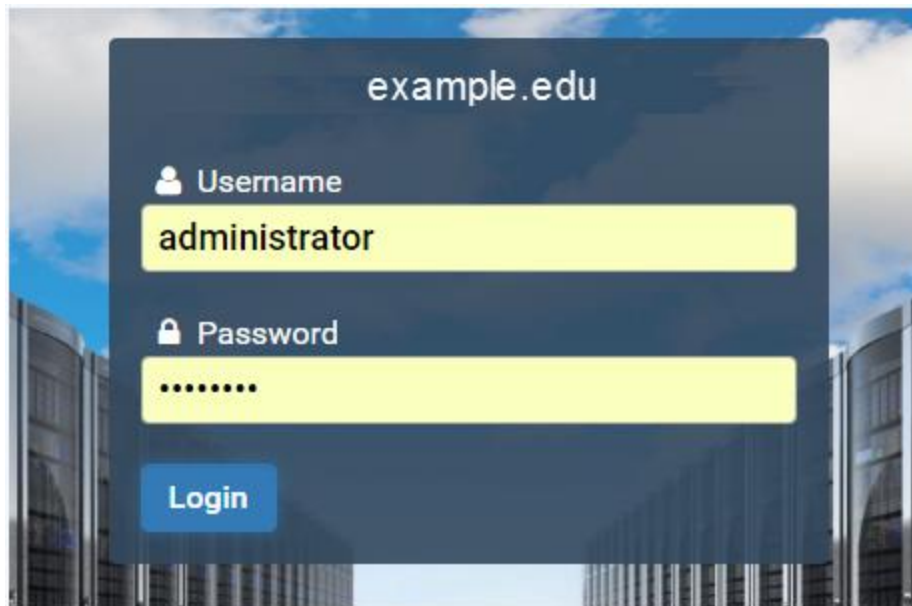 example.edu
Username
administrator
Password
••••••••
Login